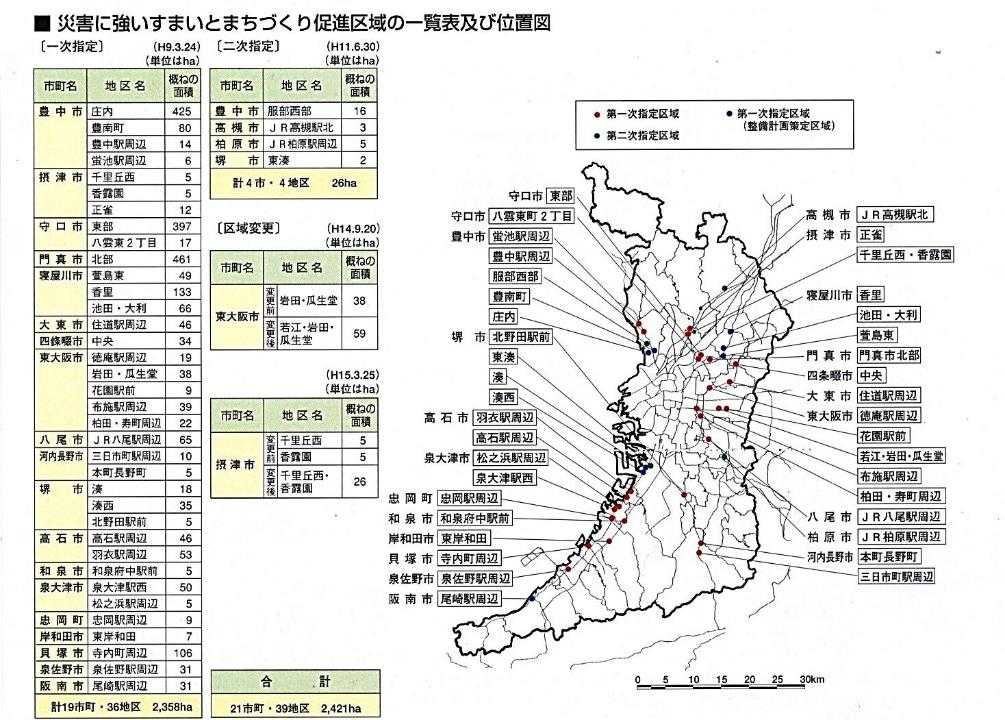 ■ 災害に強いすまいとまちづくり促進区域の一覧表及び位置図
〔一次指定〕 (H9.3.24)
(単位はha)
市町名 地区名 概ねの面積
豊中市 庄内 425
豊南町 80
豊中駅周辺 14
蛍池駅周辺 6
摂津市 千里丘西 5
香露園 5
正雀 12
守口市 東部 397
八雲東2丁目 17
門真市 北部 461
寝屋川市 萱島東 49
香里 133
池田・大利 66
大東市 住道駅周辺 46
四條畷市 中央 34
東大阪市 徳庵駅周辺 19
岩田・瓜生堂 38
花園駅前 9
布施駅周辺 39
柏田・寿町周辺 22
八尾市 ＪＲ八尾駅周辺 65
河内長野市 三日市町駅周辺 10
本町長野町 5
堺市 湊 18
湊西 35
北野田駅前 5
高石市 高石駅周辺 46
羽衣駅周辺 53
和泉市 和泉府中駅前 5
泉大津市 泉大津駅西 50
松之浜駅周辺 5
忠岡町 忠岡駅周辺 9
岸和田市 東岸和田 7
貝塚市 寺内町周辺 106
泉佐野市 泉佐野駅周辺 31
阪南市 尾崎駅周辺 31
計19市町・36地区 2,358ha
〔二次指定〕 (H11.6.30)
(単位はha)
市町名 地区名 概ねの面積
豊中市 服部西部 16
高槻市 ＪＲ高槻駅北 3
柏原市 ＪＲ柏原駅周辺 5
堺市 東湊 2
計4市・4地区 26ha
〔区域変更〕 (H14.9.20)
(単位はha)
市町名 地区名 概ねの面積
東大阪市 変更前 岩田・瓜生堂 38
変更後 若江・岩田・瓜生堂 59
(H15.3.25)
(単位はha)
市町名 地区名 概ねの面積
摂津市 変更前 千里丘西 5
香露園 5
変更後 千里丘西・香露園 26
合計
21市町・39地区 2,421ha
● 第一次指定区域
● 第二次指定区域
● 第一次指定区域
(整備計画策定区域)
守口市 東部
守口市 八雲東町2丁目
豊中市 蛍池駅周辺
豊中駅周辺
服部西部
豊南町
庄内
堺市 北野田駅前
東湊
湊
湊西
高石市 羽衣駅周辺
高石駅周辺
泉大津市 松之浜駅周辺
泉大津駅西
忠岡町 忠岡駅周辺
和泉市 和泉府中駅前
岸和田市 東岸和田
貝塚市 寺内町周辺
泉佐野市 泉佐野駅周辺
阪南市 尾崎駅周辺
高槻市 ＪＲ高槻駅北
摂津市 正雀
千里丘西・香露園
寝屋川市 香里
池田・大利
萱島東
門真市 門真市北部
四條畷市 中央
大東市 住道駅周辺
東大阪市 徳庵駅周辺
花園駅前
若江・岩田・瓜生堂
布施駅周辺
柏田・寿町周辺
八尾市 ＪＲ八尾駅周辺
柏原市 ＪＲ柏原駅周辺
河内長野市 本町長野町
三日市町駅周辺
0 5 10 15 20 30km